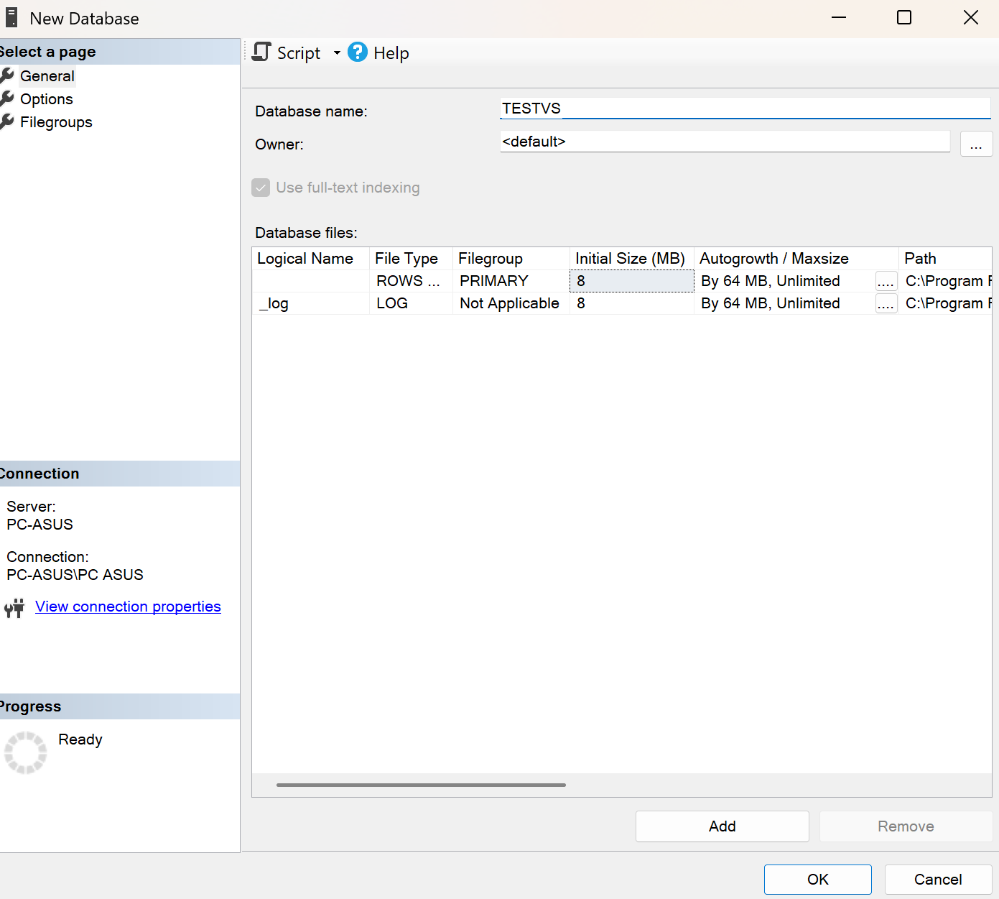 New Database
Select a page
General
Options
Filegroups
Script
Help
Database name:
TESTVS
Owner:
<default>
...
Use full-text indexing
Database files:
Logical Name File Type Filegroup Initial Size (MB) Autogrowth / Maxsize Path
ROWS ... PRIMARY 8 By 64 MB, Unlimited .... C:\Program F
_log LOG Not Applicable 8 By 64 MB, Unlimited .... C:\Program F
Connection
Server:
PC-ASUS
Connection:
PC-ASUS\PC ASUS
View connection properties
Progress
Ready
Add
Remove
OK
Cancel